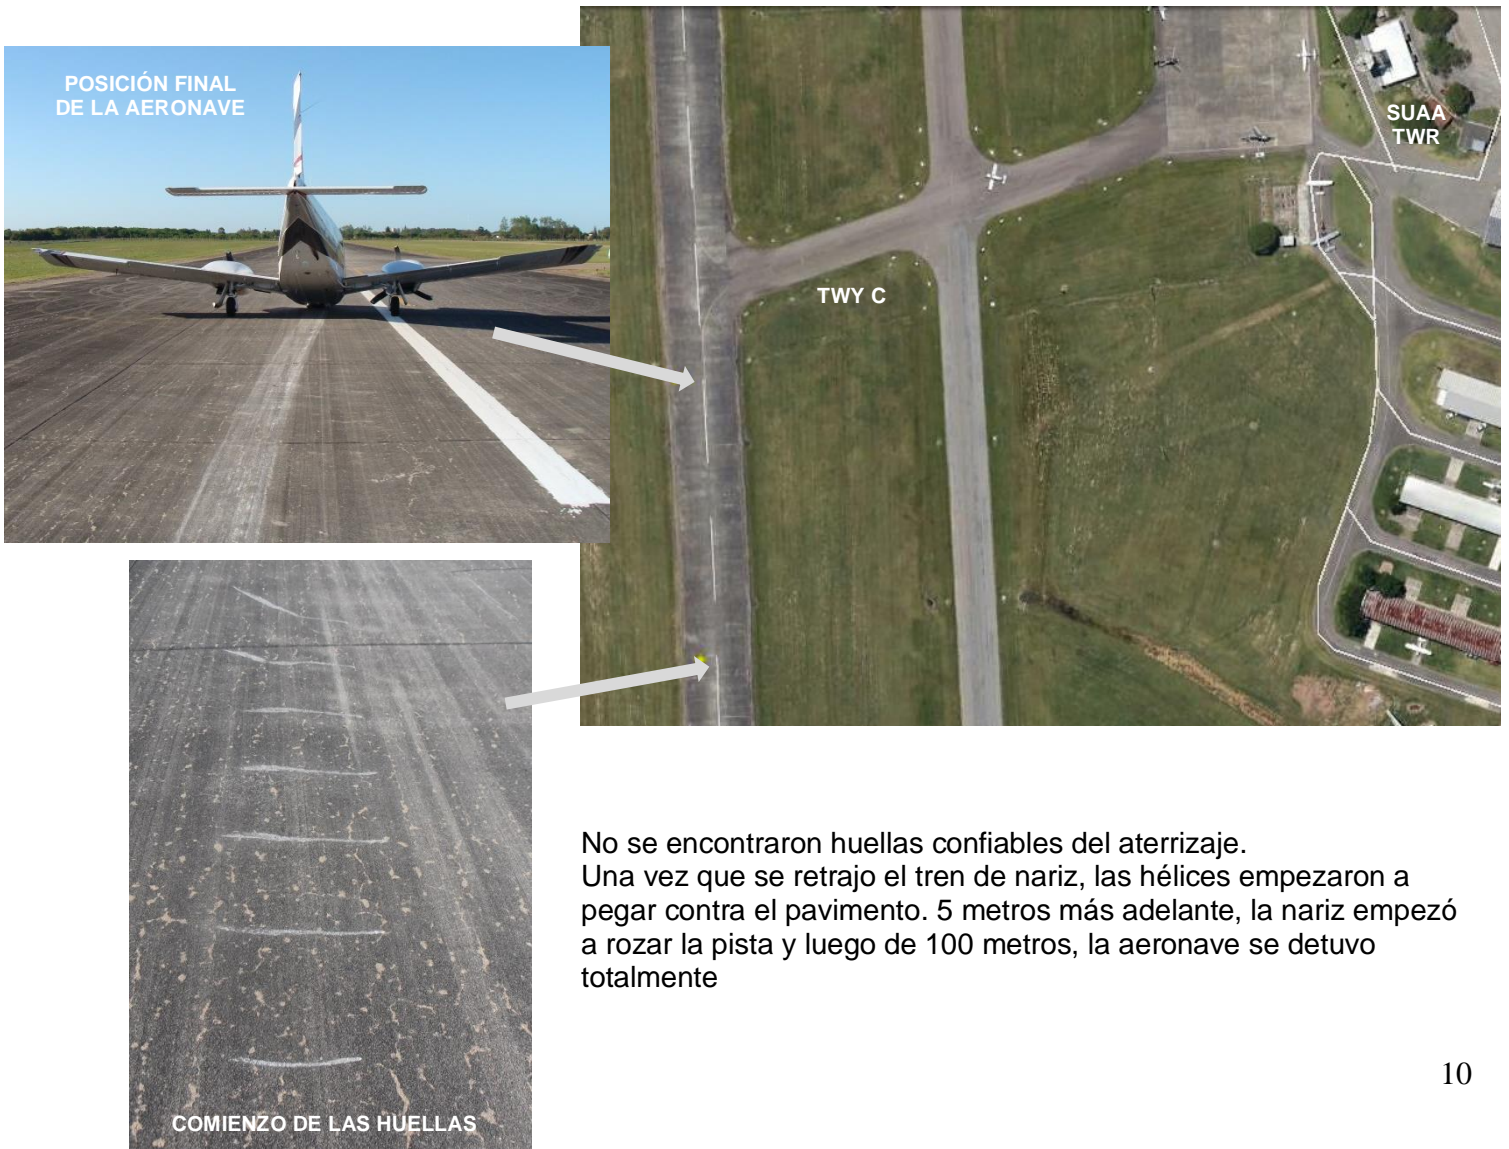 POSICIÓN FINAL
DE LA AERONAVE
SUAA
TWR
TWY C
No se encontraron huellas confiables del aterrizaje.
Una vez que se retrajo el tren de nariz, las hélices empezaron a
pegar contra el pavimento. 5 metros más adelante, la nariz empezó
a rozar la pista y luego de 100 metros, la aeronave se detuvo
totalmente
COMIENZO DE LAS HUELLAS
10